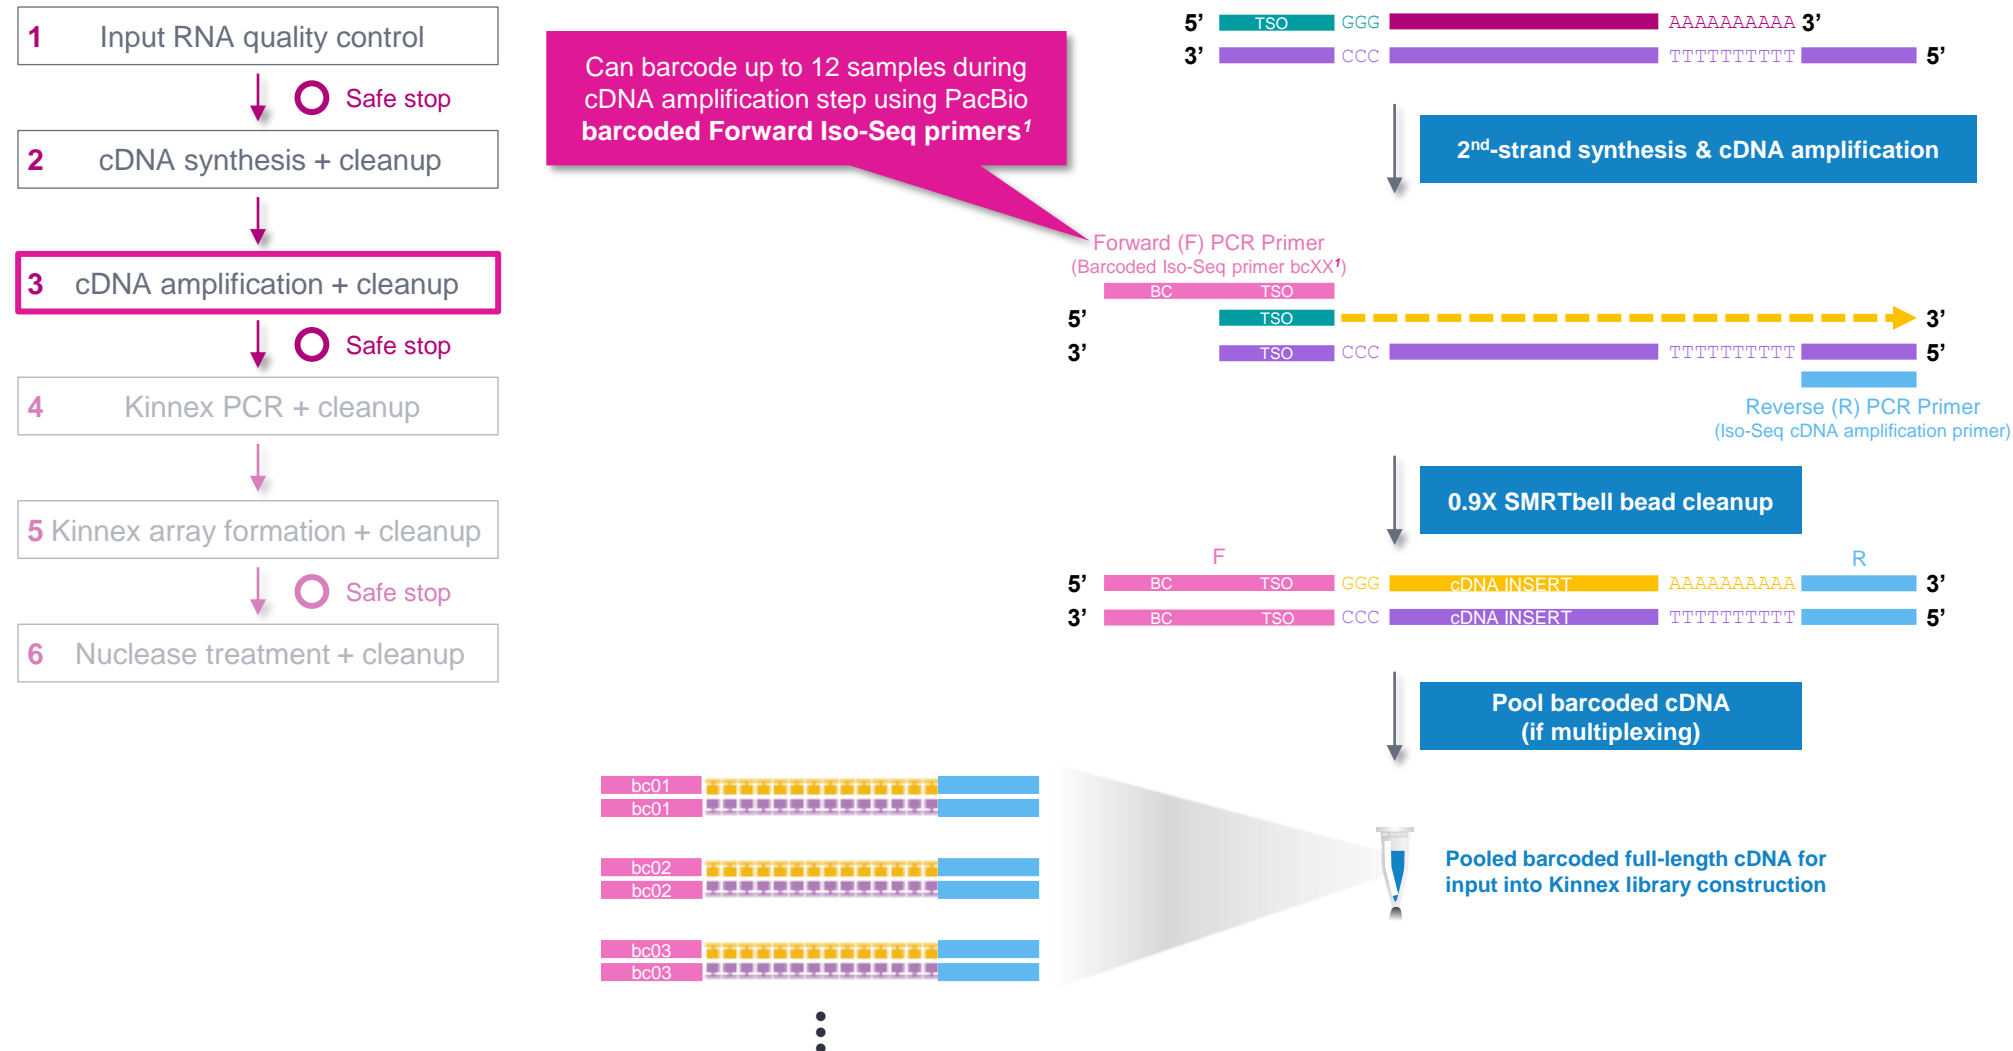 1 Input RNA quality control
Safe stop
2 cDNA synthesis + cleanup
3 cDNA amplification + cleanup
Safe stop
4 Kinnex PCR + cleanup
5 Kinnex array formation + cleanup
Safe stop
6 Nuclease treatment + cleanup
Can barcode up to 12 samples during
cDNA amplification step using PacBio
barcoded Forward Iso-Seq primers1
5’ TSO GGG AAAAAAAAAA 3’
3’ CCC TTTTTTTTTT 5’
2nd-strand synthesis & cDNA amplification
Forward (F) PCR Primer
(Barcoded Iso-Seq primer bcXX1)
BC TSO
5’ TSO 3’
3’ TSO CCC TTTTTTTTTT 5’
Reverse (R) PCR Primer
(Iso-Seq cDNA amplification primer)
0.9X SMRTbell bead cleanup
F R
5’ BC TSO GGG cDNA INSERT AAAAAAAAAA 3’
3’ BC TSO CCC cDNA INSERT TTTTTTTTTT 5’
Pool barcoded cDNA
(if multiplexing)
bc01
bc01
bc02
bc02
bc03
bc03
Pooled barcoded full-length cDNA for
input into Kinnex library construction